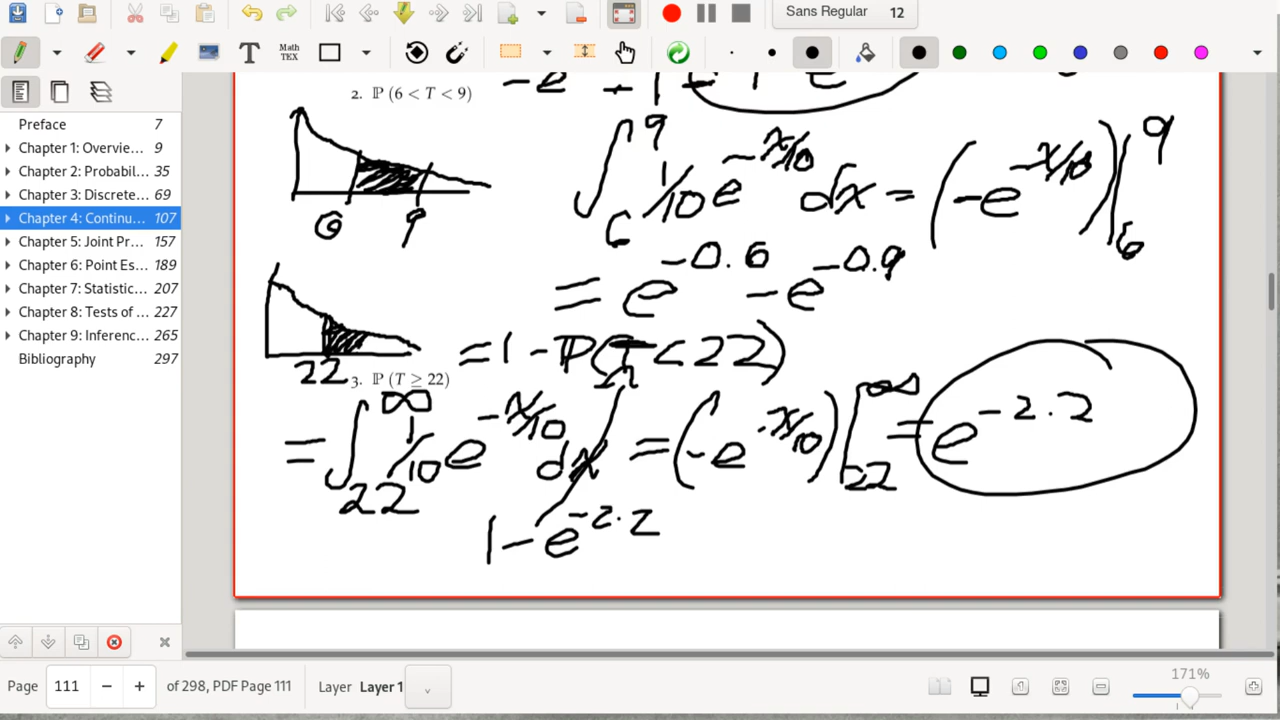 Sans Regular 12
Math
TEX
Preface 7
Chapter 1: Overvie... 9
Chapter 2: Probabil... 35
Chapter 3: Discrete... 69
Chapter 4: Continu... 107
Chapter 5: Joint Pr... 157
Chapter 6: Point Es... 189
Chapter 7: Statistic... 207
Chapter 8: Tests of ... 227
Chapter 9: Inferenc... 265
Bibliography 297
2. ℙ (6 < T < 9)
6 9
∫₆⁹ 1/10 e^{-x/10} dx = (-e^{-x/10})|₆⁹
= e^{-0.6} - e^{-0.9}
22
= 1 - ℙ(T < 22)
3. ℙ (T ≥ 22)
= ∫₂₂^∞ 1/10 e^{-x/10} dx = (-e^{-x/10})|₂₂^∞ = e^{-2.2}
1 - e^{-2.2}
Page 111 − + of 298, PDF Page 111 Layer Layer 1 171%